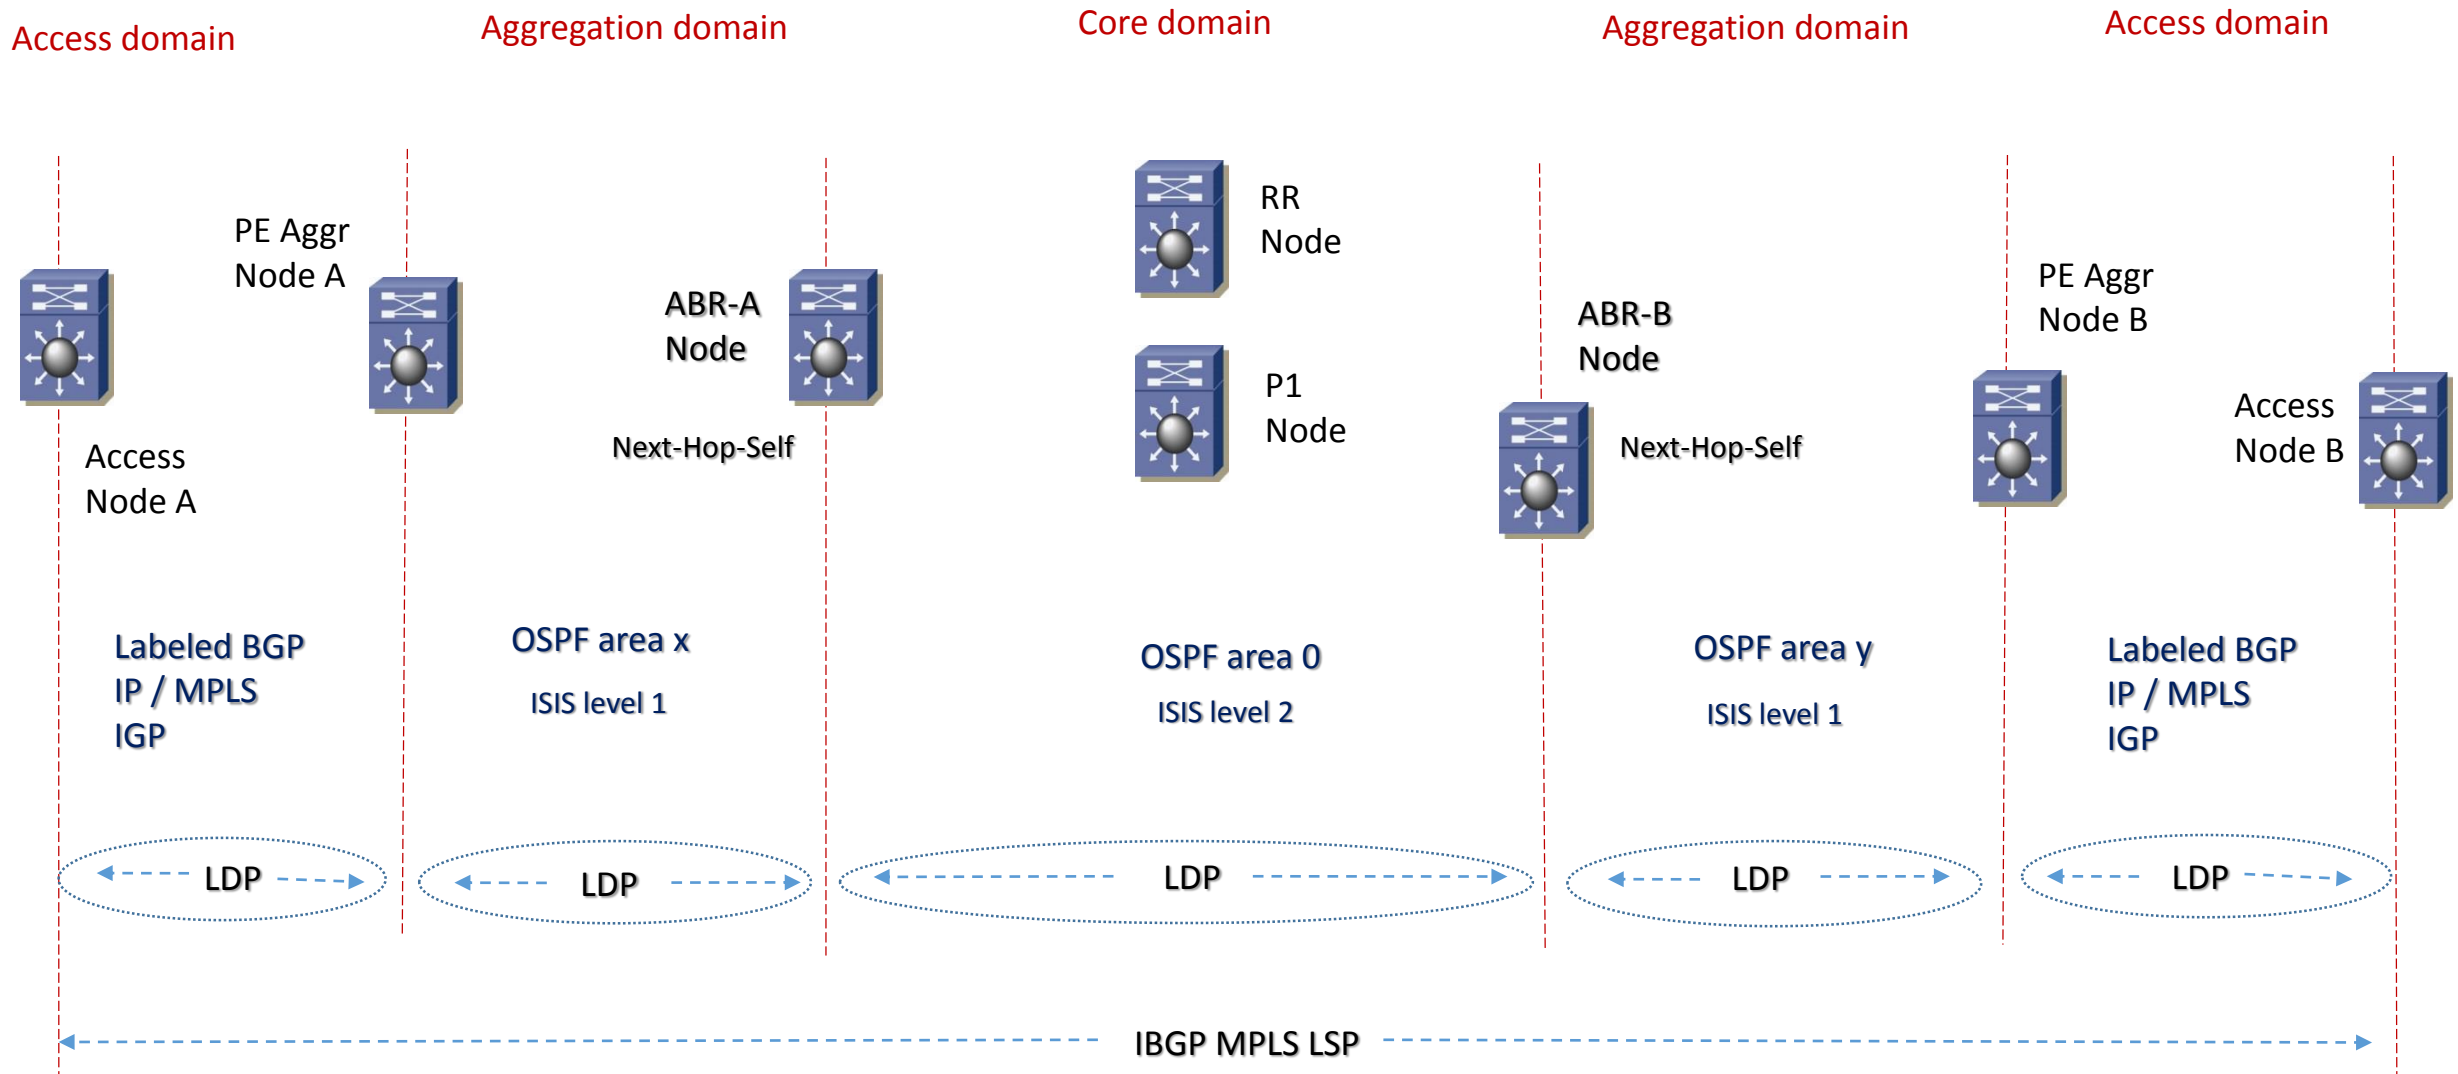 Access domain
Aggregation domain
Core domain
Aggregation domain
Access domain
PE Aggr
Node A
RR
Node
ABR-A
Node
PE Aggr
Node B
ABR-B
Node
P1
Node
Access
Node B
Next-Hop-Self
Next-Hop-Self
Access
Node A
Labeled BGP
IP / MPLS
IGP
OSPF area x
ISIS level 1
OSPF area 0
ISIS level 2
OSPF area y
ISIS level 1
Labeled BGP
IP / MPLS
IGP
LDP
LDP
LDP
LDP
LDP
IBGP MPLS LSP